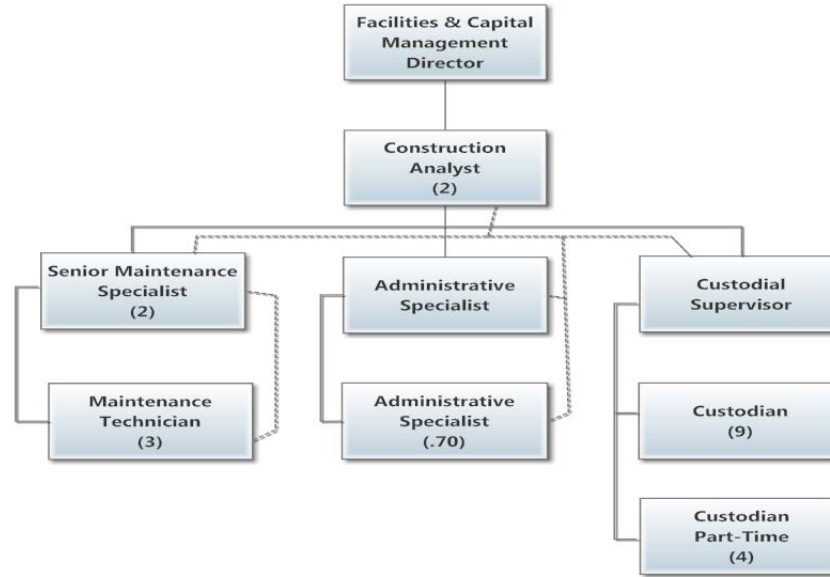 Facilities & Capital
Management
Director
Construction
Analyst
(2)
Senior Maintenance
Specialist
(2)
Administrative
Specialist
Custodial
Supervisor
Maintenance
Technician
(3)
Administrative
Specialist
(.70)
Custodian
(9)
Custodian
Part-Time
(4)